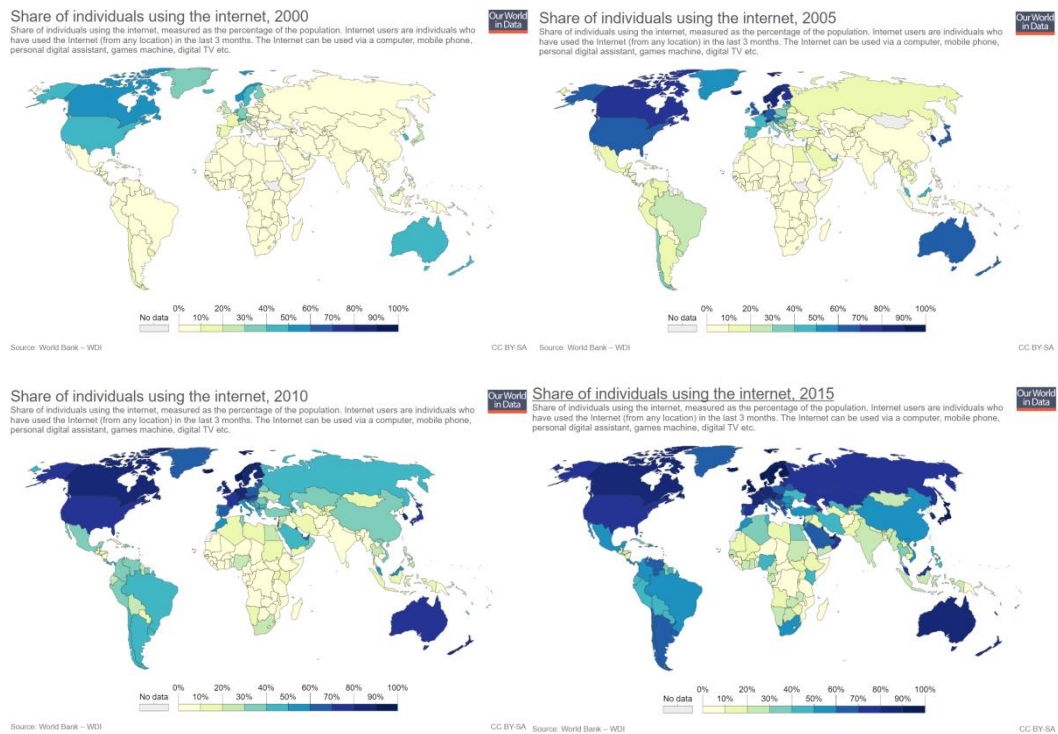 Share of individuals using the internet, 2000
Share of individuals using the internet, measured as the percentage of the population. Internet users are individuals who
have used the Internet (from any location) in the last 3 months. The Internet can be used via a computer, mobile phone,
personal digital assistant, games machine, digital TV etc.
Our World
in Data
No data
0% 20% 40% 60% 80% 100%
10% 30% 50% 70% 90%
Source: World Bank – WDI
CC BY-SA
Share of individuals using the internet, 2005
Share of individuals using the internet, measured as the percentage of the population. Internet users are individuals who
have used the Internet (from any location) in the last 3 months. The Internet can be used via a computer, mobile phone,
personal digital assistant, games machine, digital TV etc.
Our World
in Data
No data
0% 20% 40% 60% 80% 100%
10% 30% 50% 70% 90%
Source: World Bank – WDI
CC BY-SA
Share of individuals using the internet, 2010
Share of individuals using the internet, measured as the percentage of the population. Internet users are individuals who
have used the Internet (from any location) in the last 3 months. The Internet can be used via a computer, mobile phone,
personal digital assistant, games machine, digital TV etc.
Our World
in Data
No data
0% 20% 40% 60% 80% 100%
10% 30% 50% 70% 90%
Source: World Bank – WDI
CC BY-SA
Share of individuals using the internet, 2015
Share of individuals using the internet, measured as the percentage of the population. Internet users are individuals who
have used the Internet (from any location) in the last 3 months. The Internet can be used via a computer, mobile phone,
personal digital assistant, games machine, digital TV etc.
Our World
in Data
No data
0% 20% 40% 60% 80% 100%
10% 30% 50% 70% 90%
Source: World Bank – WDI
CC BY-SA